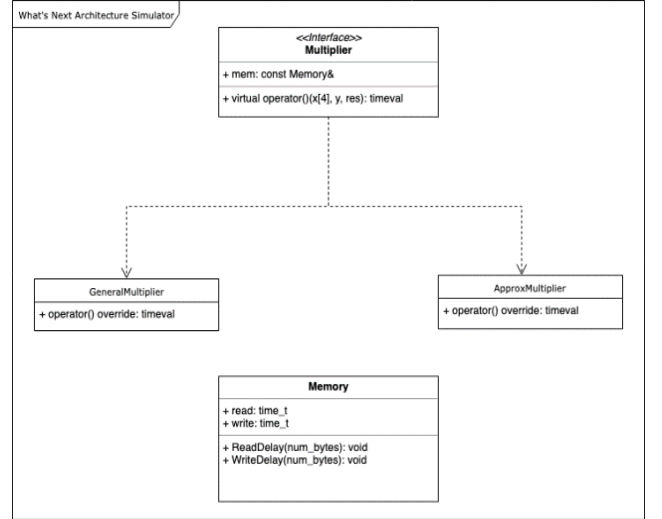 What's Next Architecture Simulator
<<Interface>>
Multiplier
+ mem: const Memory&
+ virtual operator()(x[4], y, res): timeval
GeneralMultiplier
+ operator() override: timeval
ApproxMultiplier
+ operator() override: timeval
Memory
+ read: time_t
+ write: time_t
+ ReadDelay(num_bytes): void
+ WriteDelay(num_bytes): void